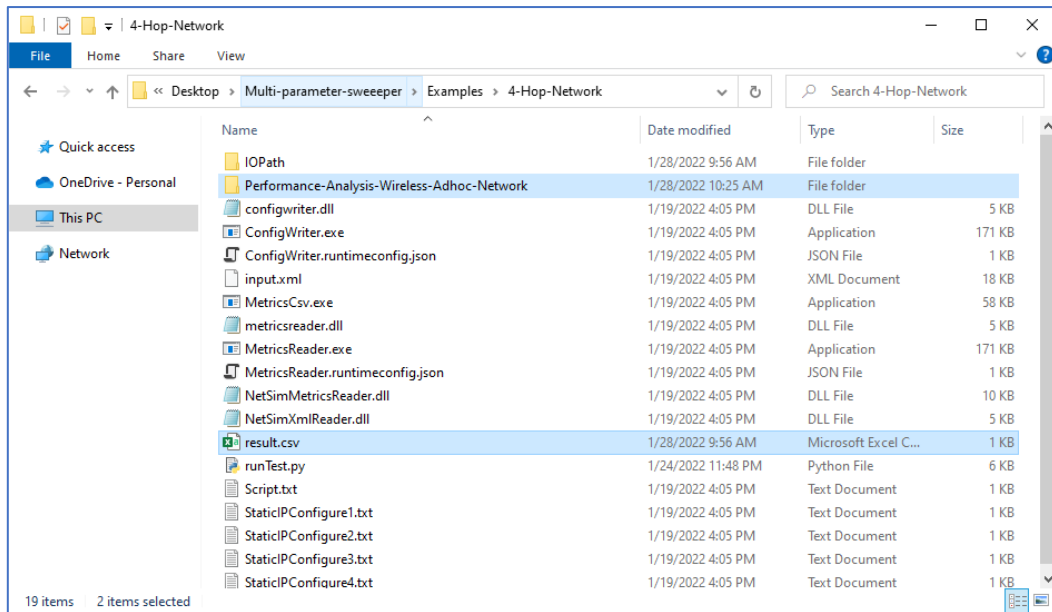 4-Hop-Network
File Home Share View
« Desktop > Multi-parameter-sweeeper > Examples > 4-Hop-Network Search 4-Hop-Network
Name Date modified Type Size
Quick access
OneDrive - Personal
This PC
Network
IOPath 1/28/2022 9:56 AM File folder
Performance-Analysis-Wireless-Adhoc-Network 1/28/2022 10:25 AM File folder
configwriter.dll 1/19/2022 4:05 PM DLL File 5 KB
ConfigWriter.exe 1/19/2022 4:05 PM Application 171 KB
ConfigWriter.runtimeconfig.json 1/19/2022 4:05 PM JSON File 1 KB
input.xml 1/19/2022 4:05 PM XML Document 18 KB
MetricsCsv.exe 1/19/2022 4:05 PM Application 58 KB
metricsreader.dll 1/19/2022 4:05 PM DLL File 5 KB
MetricsReader.exe 1/19/2022 4:05 PM Application 171 KB
MetricsReader.runtimeconfig.json 1/19/2022 4:05 PM JSON File 1 KB
NetSimMetricsReader.dll 1/19/2022 4:05 PM DLL File 10 KB
NetSimXmlReader.dll 1/19/2022 4:05 PM DLL File 5 KB
result.csv 1/28/2022 9:56 AM Microsoft Excel C... 1 KB
runTest.py 1/24/2022 11:48 PM Python File 6 KB
Script.txt 1/19/2022 4:05 PM Text Document 1 KB
StaticIPConfigure1.txt 1/19/2022 4:05 PM Text Document 1 KB
StaticIPConfigure2.txt 1/19/2022 4:05 PM Text Document 1 KB
StaticIPConfigure3.txt 1/19/2022 4:05 PM Text Document 1 KB
StaticIPConfigure4.txt 1/19/2022 4:05 PM Text Document 1 KB
19 items 2 items selected